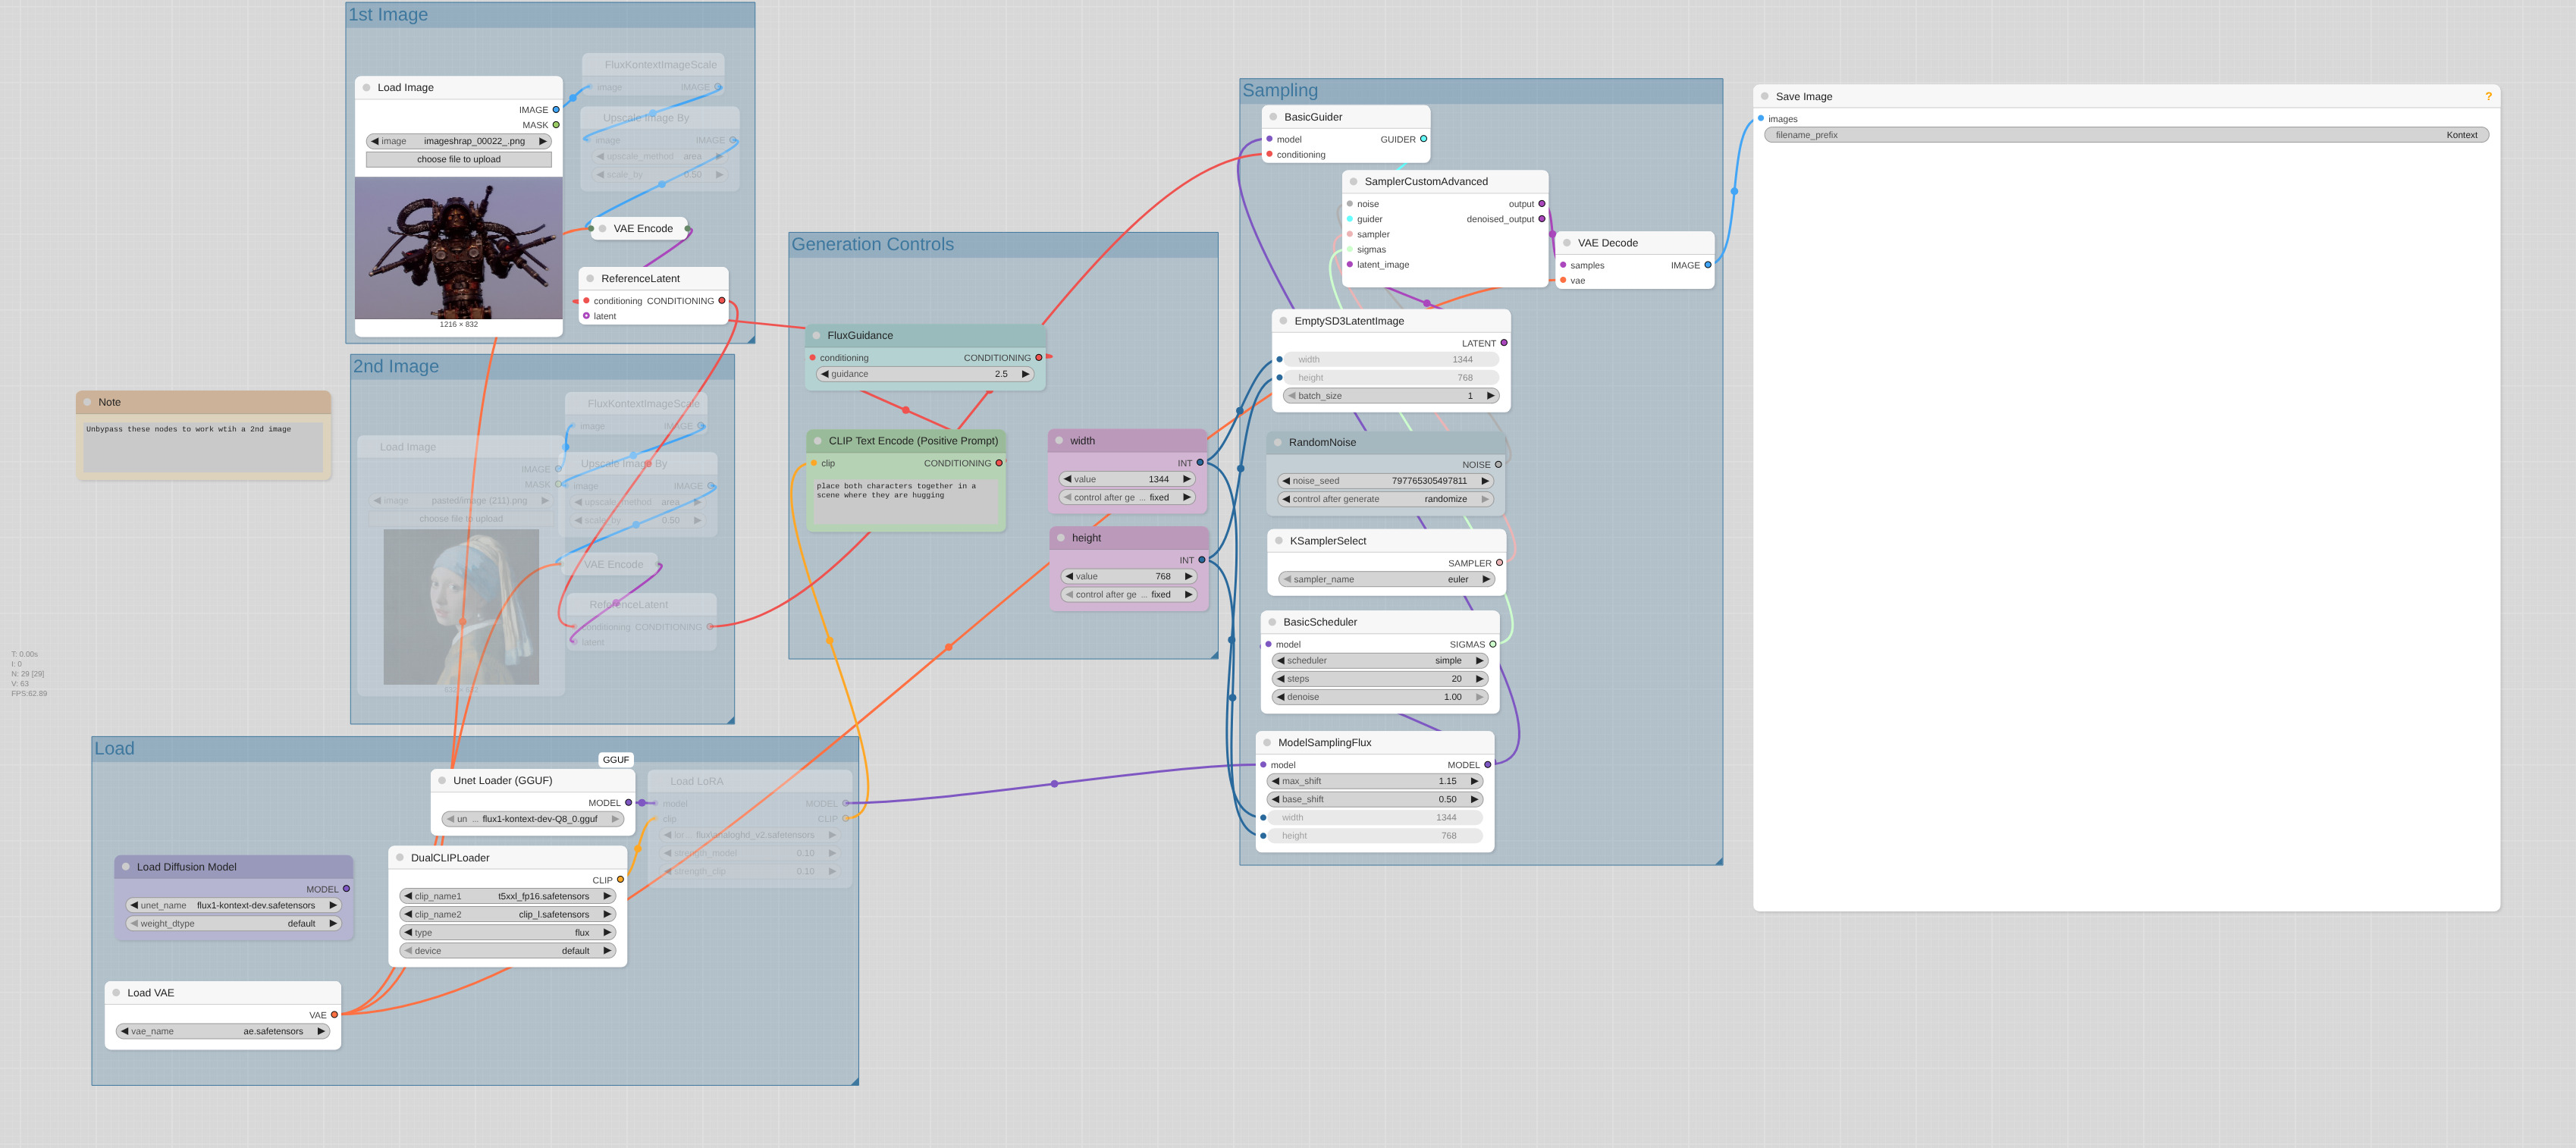 1st Image
FluxKontextImageScale
image IMAGE
Load Image
IMAGE
MASK
image imageshrap_00022_.png
choose file to upload
1216 × 832
Upscale Image By
image IMAGE
upscale_method area
scale_by 0.50
VAE Encode
ReferenceLatent
conditioning CONDITIONING
latent
2nd Image
FluxKontextImageScale
image IMAGE
Load Image
IMAGE
MASK
image pasted/image (211).png
choose file to upload
Upscale Image By
image IMAGE
upscale_method area
scale_by 0.50
VAE Encode
ReferenceLatent
conditioning CONDITIONING
latent
Note
Unbypass these nodes to work wtih a 2nd image
T: 0.00s
I: 0
N: 29 [29]
V: 63
FPS:62.89
Load
GGUF
Unet Loader (GGUF)
MODEL
un ... flux1-kontext-dev-Q8_0.gguf
Load LoRA
model MODEL
clip CLIP
lor... flux\analoghd_v2.safetensors
strength_model 0.10
strength_clip 0.10
Load Diffusion Model
MODEL
unet_name flux1-kontext-dev.safetensors
weight_dtype default
DualCLIPLoader
CLIP
clip_name1 t5xxl_fp16.safetensors
clip_name2 clip_l.safetensors
type flux
device default
Load VAE
VAE
vae_name ae.safetensors
Generation Controls
FluxGuidance
conditioning CONDITIONING
guidance 2.5
CLIP Text Encode (Positive Prompt)
clip CONDITIONING
place both characters together in a
scene where they are hugging
width
INT
value 1344
control after ge ... fixed
height
INT
value 768
control after ge ... fixed
Sampling
BasicGuider
model GUIDER
conditioning
SamplerCustomAdvanced
noise output
guider denoised_output
sampler
sigmas
latent_image
VAE Decode
samples IMAGE
vae
EmptySD3LatentImage
LATENT
width 1344
height 768
batch_size 1
RandomNoise
NOISE
noise_seed 797765305497811
control after generate randomize
KSamplerSelect
SAMPLER
sampler_name euler
BasicScheduler
model SIGMAS
scheduler simple
steps 20
denoise 1.00
ModelSamplingFlux
model MODEL
max_shift 1.15
base_shift 0.50
width 1344
height 768
Save Image ?
images
filename_prefix Kontext